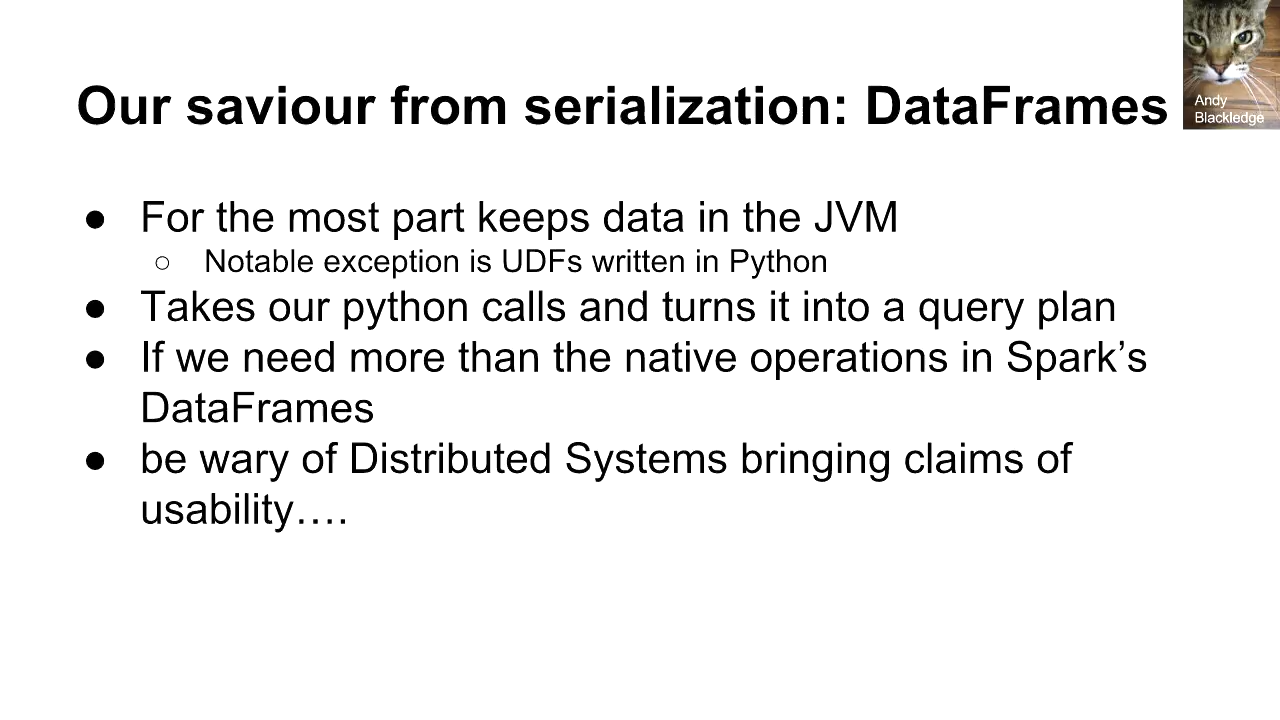 Our saviour from serialization: DataFrames
Andy
Blackledge
● For the most part keeps data in the JVM
○ Notable exception is UDFs written in Python
● Takes our python calls and turns it into a query plan
● If we need more than the native operations in Spark’s
DataFrames
● be wary of Distributed Systems bringing claims of
usability….